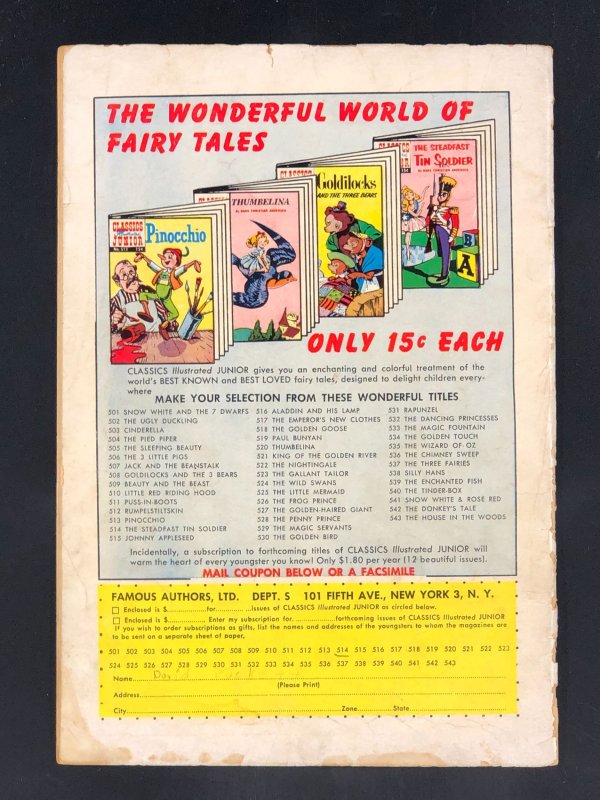 THE WONDERFUL WORLD OF
FAIRY TALES
CLASSICS
Illustrated
JUNIOR
No. 513 15¢
Pinocchio
CLASSICS
THUMBELINA
By HANS CHRISTIAN ANDERSEN
CLASSICS
Goldilocks
AND THE THREE BEARS
CLASSICS
15¢
THE STEADFAST
TIN SOLDIER
By HANS CHRISTIAN ANDERSEN
B
A
ONLY 15¢ EACH
CLASSICS Illustrated JUNIOR gives you an enchanting and colorful treatment of the
world's BEST KNOWN and BEST LOVED fairy tales, designed to delight children every-
where
MAKE YOUR SELECTION FROM THESE WONDERFUL TITLES
501 SNOW WHITE AND THE 7 DWARFS
502 THE UGLY DUCKLING
503 CINDERELLA
504 THE PIED PIPER
505 THE SLEEPING BEAUTY
506 THE 3 LITTLE PIGS
507 JACK AND THE BEANSTALK
508 GOLDILOCKS AND THE 3 BEARS
509 BEAUTY AND THE BEAST
510 LITTLE RED RIDING HOOD
511 PUSS-IN-BOOTS
512 RUMPELSTILTSKIN
513 PINOCCHIO
514 THE STEADFAST TIN SOLDIER
515 JOHNNY APPLESEED
516 ALADDIN AND HIS LAMP
517 THE EMPEROR'S NEW CLOTHES
518 THE GOLDEN GOOSE
519 PAUL BUNYAN
520 THUMBELINA
521 KING OF THE GOLDEN RIVER
522 THE NIGHTINGALE
523 THE GALLANT TAILOR
524 THE WILD SWANS
525 THE LITTLE MERMAID
526 THE FROG PRINCE
527 THE GOLDEN-HAIRED GIANT
528 THE PENNY PRINCE
529 THE MAGIC SERVANTS
530 THE GOLDEN BIRD
531 RAPUNZEL
532 THE DANCING PRINCESSES
533 THE MAGIC FOUNTAIN
534 THE GOLDEN TOUCH
535 THE WIZARD OF OZ
536 THE CHIMNEY SWEEP
537 THE THREE FAIRIES
538 SILLY HANS
539 THE ENCHANTED FISH
540 THE TINDER-BOX
541 SNOW WHITE & ROSE RED
542 THE DONKEY'S TALE
543 THE HOUSE IN THE WOODS
Incidentally, a subscription to forthcoming titles of CLASSICS Illustrated JUNIOR will
warm the heart of every youngster you know! Only $1.80 per year (12 beautiful issues).
MAIL COUPON BELOW OR A FACSIMILE
FAMOUS AUTHORS, LTD. DEPT. S 101 FIFTH AVE., NEW YORK 3, N. Y.
Enclosed is $............for............issues of CLASSICS Illustrated JUNIOR as circled below.
Enclosed is $............ Enter my subscription for............forthcoming issues of CLASSICS Illustrated JUNIOR
If you wish to order subscriptions as gifts, list the names and addresses of the youngsters to whom the magazines are
to be sent on a separate sheet of paper,
501 502 503 504 505 506 507 508 509 510 511 512 513 514 515 516 517 518 519 520 521 522 523
524 525 526 527 528 529 530 531 532 533 534 535 536 537 538 539 540 541 542 543
Name............David
(Please Print)
Address............
City............Zone............State............